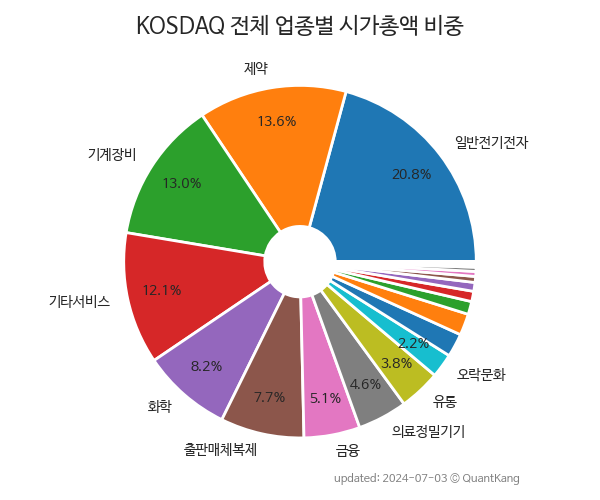 KOSDAQ 전체 업종별 시가총액 비중
제약
13.6%
일반전기전자
20.8%
기계장비
13.0%
기타서비스
12.1%
화학
8.2%
출판매체복제
7.7%
금융
5.1%
의료정밀기기
4.6%
유통
3.8%
오락문화
2.2%
updated: 2024-07-03 © QuantKang